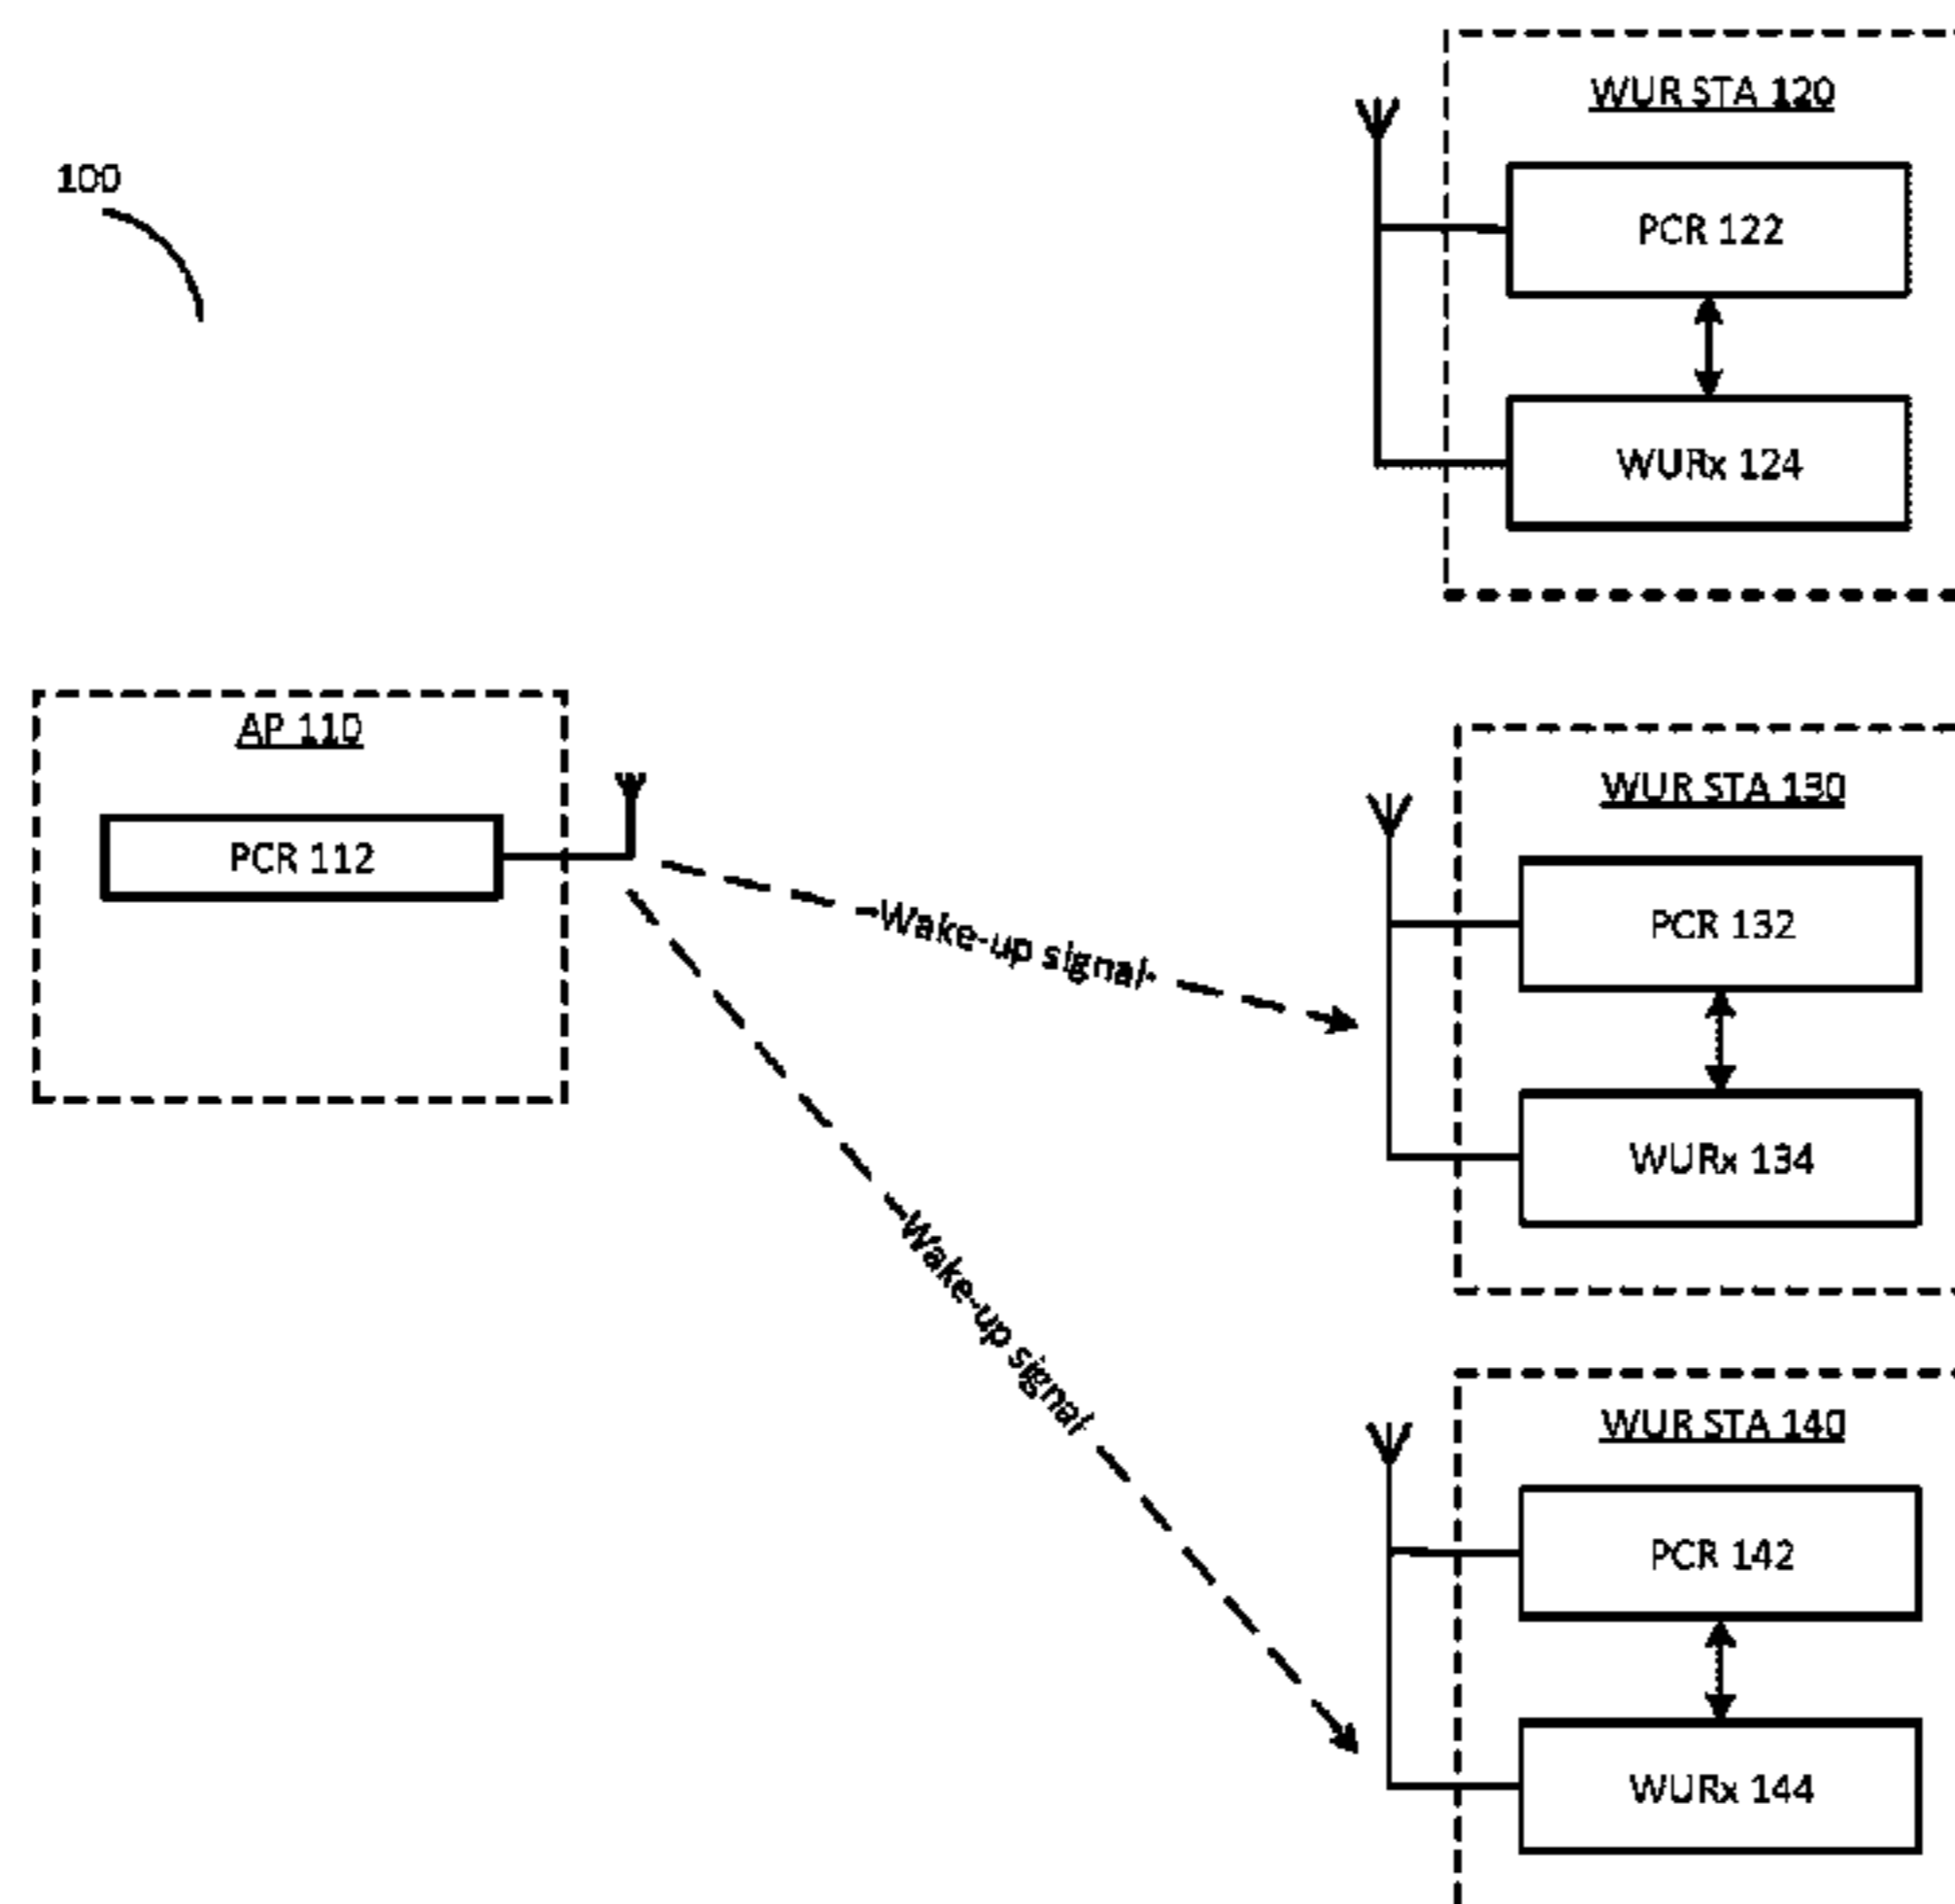 100
WUR STA 120
PCR 122
WURx 124
AP 110
PCR 112
Wake-up signal
Wake-up signal
WUR STA 130
PCR 132
WURx 134
WUR STA 140
PCR 142
WURx 144